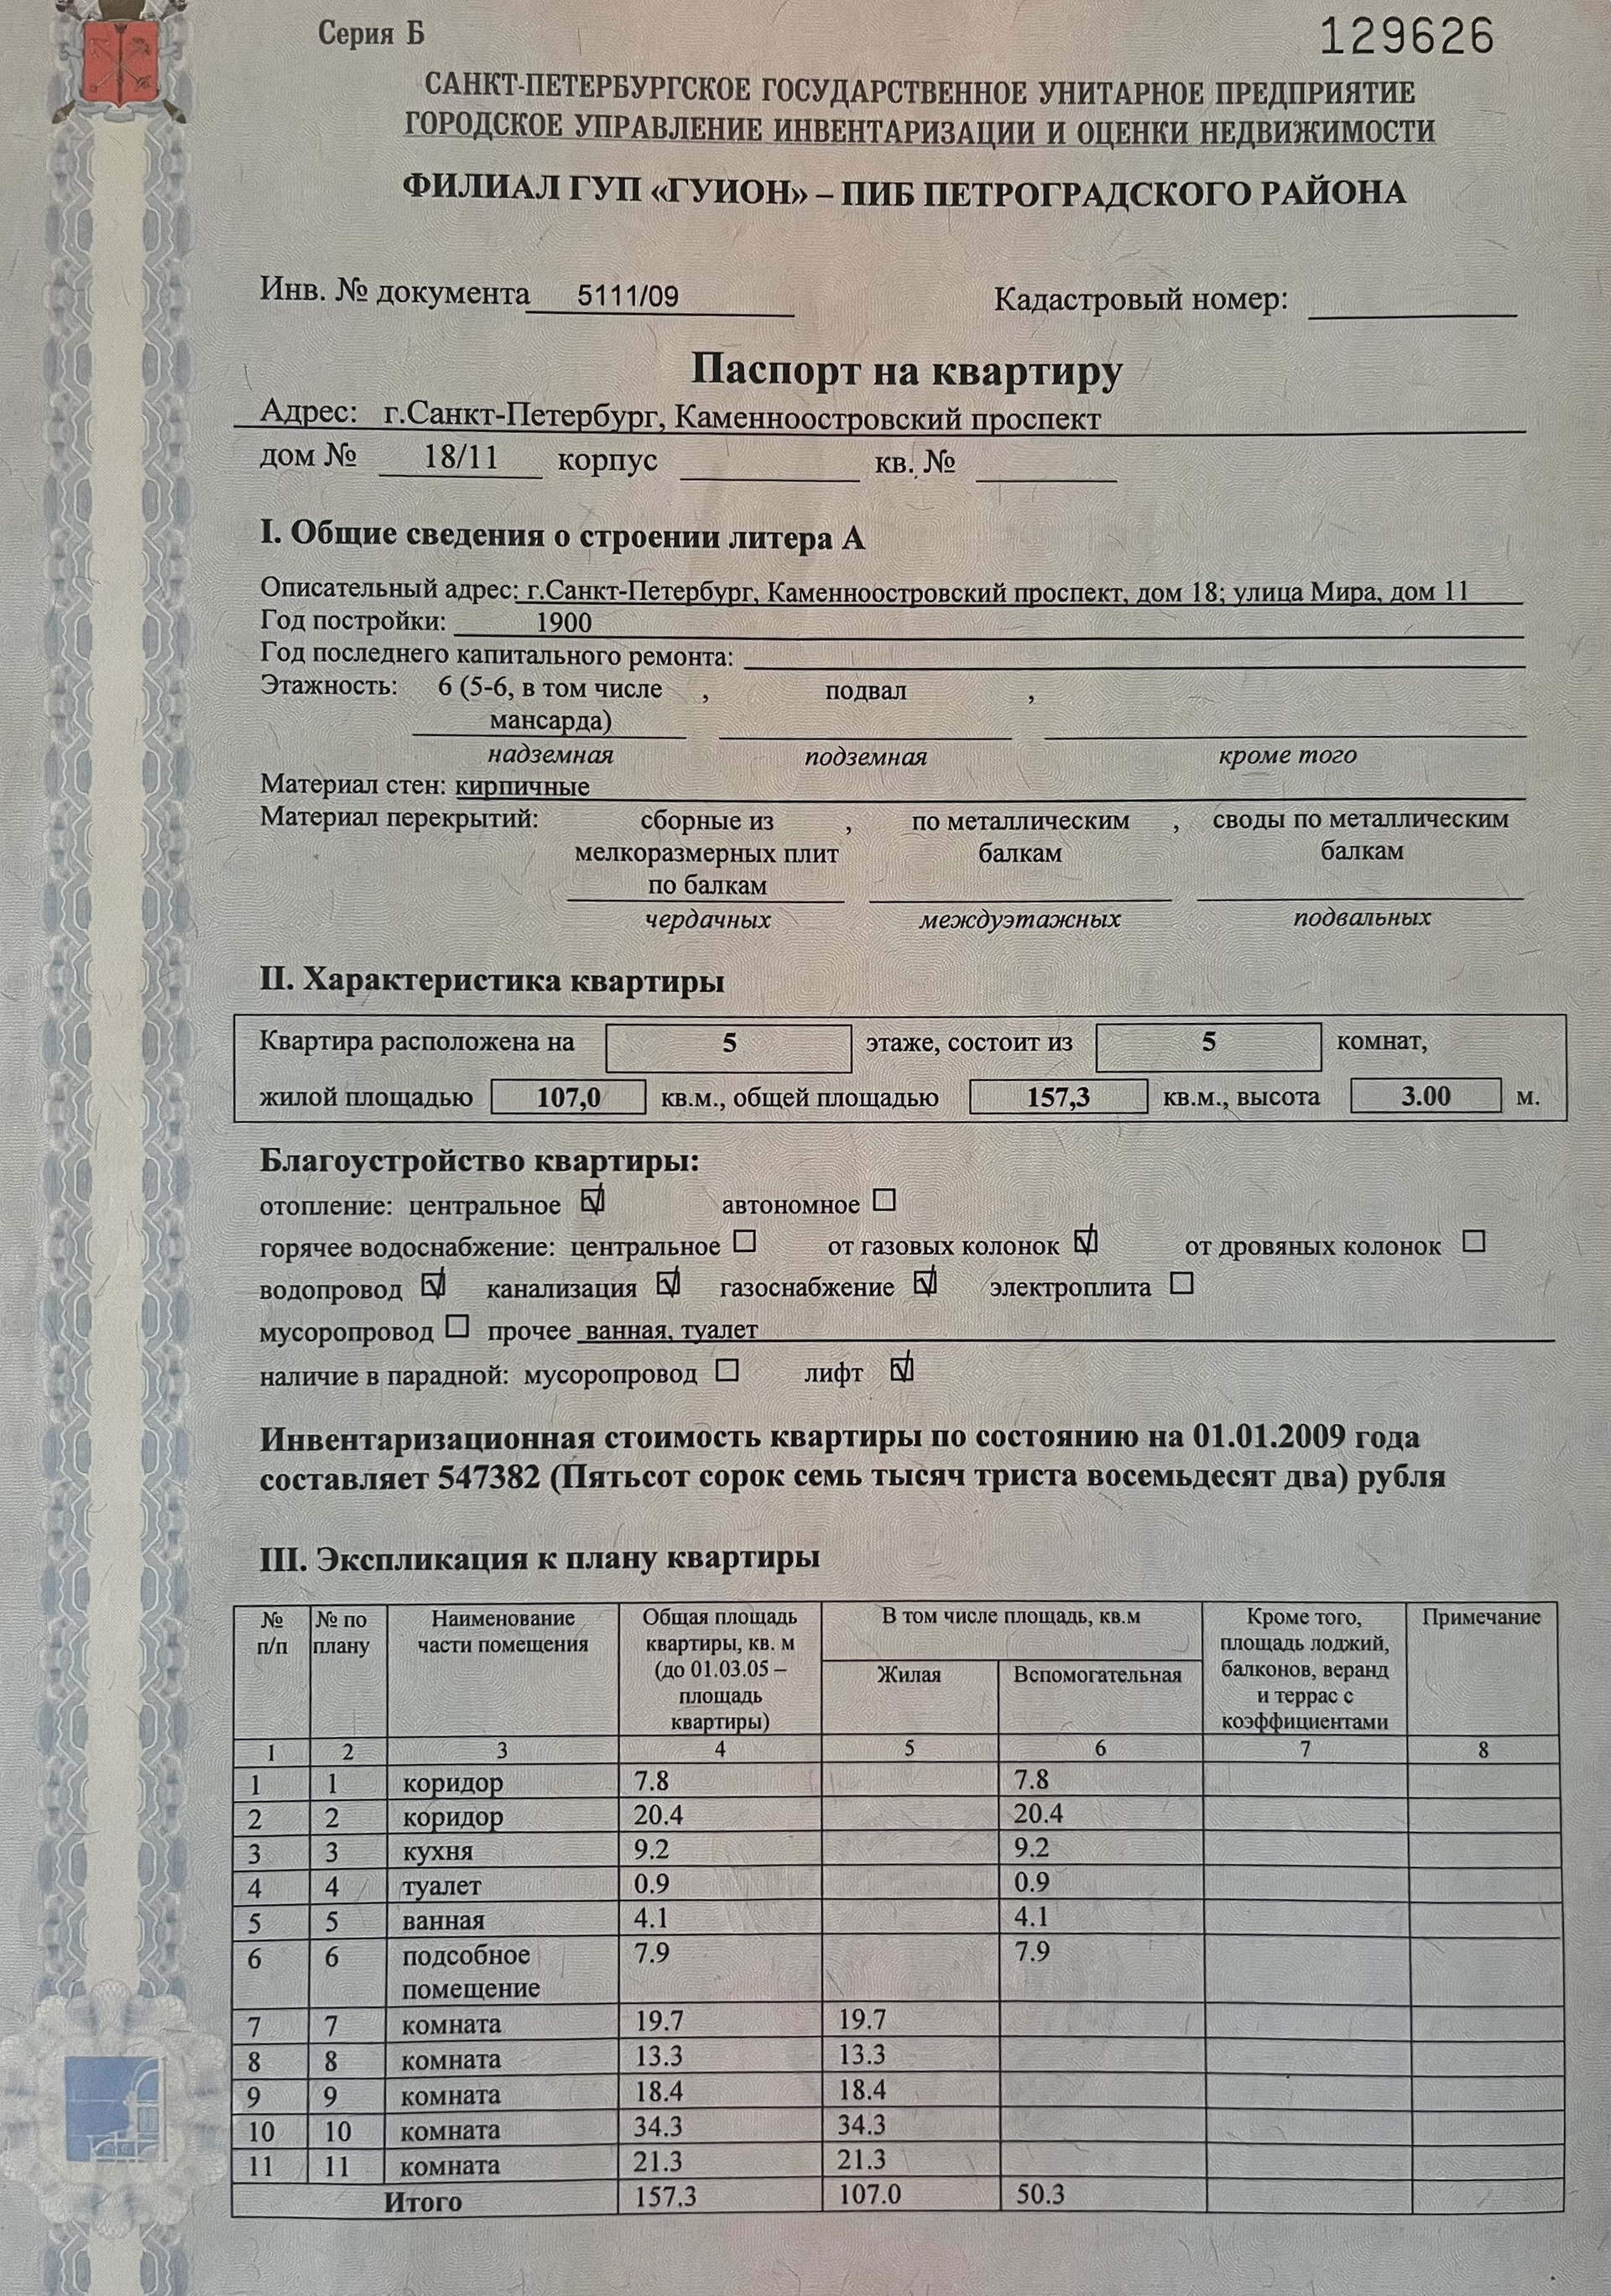 Серия Б 129626
САНКТ-ПЕТЕРБУРГСКОЕ ГОСУДАРСТВЕННОЕ УНИТАРНОЕ ПРЕДПРИЯТИЕ
ГОРОДСКОЕ УПРАВЛЕНИЕ ИНВЕНТАРИЗАЦИИ И ОЦЕНКИ НЕДВИЖИМОСТИ
ФИЛИАЛ ГУП «ГУИОН» – ПИБ ПЕТРОГРАДСКОГО РАЙОНА
Инв. № документа 5111/09 Кадастровый номер:
Паспорт на квартиру
Адрес: г.Санкт-Петербург, Каменноостровский проспект
дом № 18/11 корпус кв. №
I. Общие сведения о строении литера А
Описательный адрес: г.Санкт-Петербург, Каменноостровский проспект, дом 18; улица Мира, дом 11
Год постройки: 1900
Год последнего капитального ремонта:
Этажность: 6 (5-6, в том числе , подвал ,
мансарда)
надземная подземная кроме того
Материал стен: кирпичные
Материал перекрытий: сборные из , по металлическим , своды по металлическим
мелкоразмерных плит балкам балкам
по балкам
чердачных междуэтажных подвальных
II. Характеристика квартиры
Квартира расположена на 5 этаже, состоит из 5 комнат,
жилой площадью 107,0 кв.м., общей площадью 157,3 кв.м., высота 3.00 м.
Благоустройство квартиры:
отопление: центральное ☑ автономное ☐
горячее водоснабжение: центральное ☐ от газовых колонок ☑ от дровяных колонок ☐
водопровод ☑ канализация ☑ газоснабжение ☑ электроплита ☐
мусоропровод ☐ прочее ванная, туалет
наличие в парадной: мусоропровод ☐ лифт ☑
Инвентаризационная стоимость квартиры по состоянию на 01.01.2009 года
составляет 547382 (Пятьсот сорок семь тысяч триста восемьдесят два) рубля
III. Экспликация к плану квартиры
№ № по Наименование Общая площадь В том числе площадь, кв.м Кроме того, Примечание
п/п плану части помещения квартиры, кв. м площадь лоджий,
(до 01.03.05 – Жилая Вспомогательная балконов, веранд
площадь и террас с
квартиры) коэффициентами
1 2 3 4 5 6 7 8
1 1 коридор 7.8 7.8
2 2 коридор 20.4 20.4
3 3 кухня 9.2 9.2
4 4 туалет 0.9 0.9
5 5 ванная 4.1 4.1
6 6 подсобное 7.9 7.9
помещение
7 7 комната 19.7 19.7
8 8 комната 13.3 13.3
9 9 комната 18.4 18.4
10 10 комната 34.3 34.3
11 11 комната 21.3 21.3
Итого 157.3 107.0 50.3